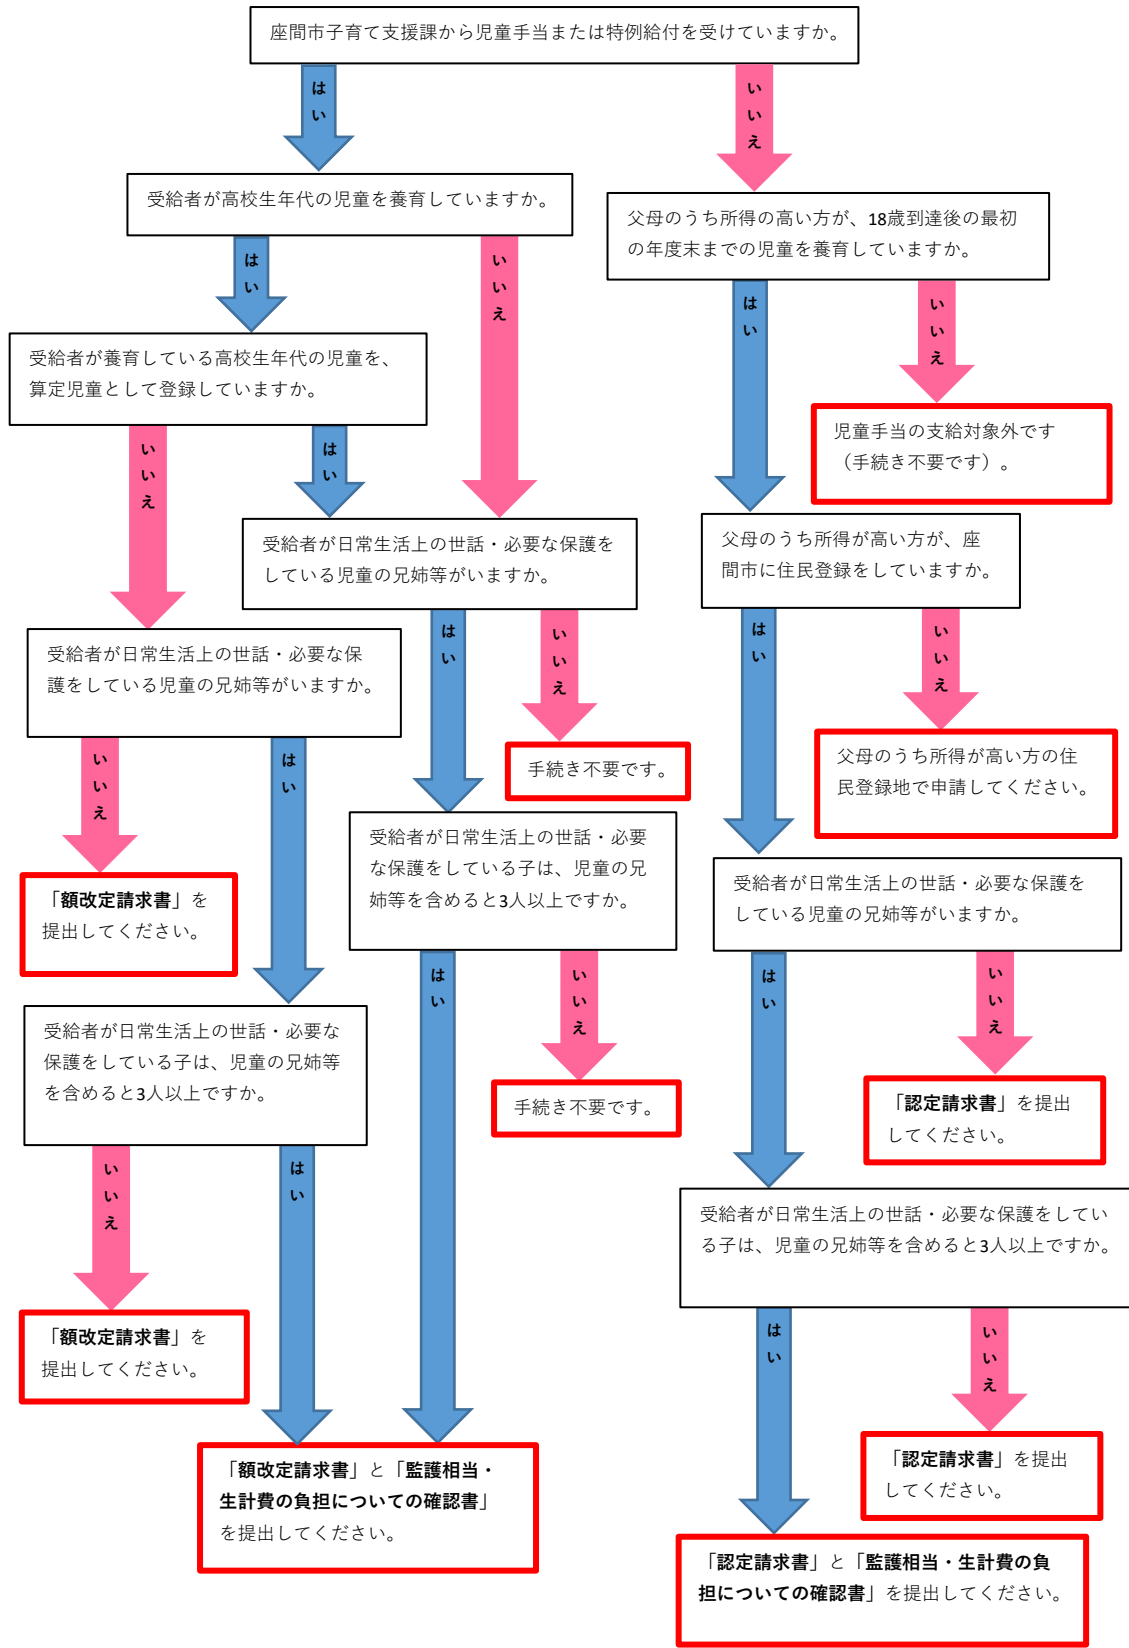 座間市子育て支援課から児童手当または特例給付を受けていますか。
はい
いいえ
受給者が高校生年代の児童を養育していますか。
父母のうち所得の高い方が、18歳到達後の最初
の年度末までの児童を養育していますか。
はい
いいえ
はい
いいえ
受給者が養育している高校生年代の児童を、
算定児童として登録していますか。
児童手当の支給対象外です
（手続き不要です）。
いいえ
はい
受給者が日常生活上の世話・必要な保護を
している児童の兄姉等がいますか。
父母のうち所得が高い方が、座
間市に住民登録をしていますか。
はい
いいえ
はい
いいえ
受給者が日常生活上の世話・必要な保
護をしている児童の兄姉等がいますか。
いいえ
はい
手続き不要です。
父母のうち所得が高い方の住
民登録地で申請してください。
受給者が日常生活上の世話・必要
な保護をしている子は、児童の兄
姉等を含めると3人以上ですか。
「額改定請求書」を
提出してください。
受給者が日常生活上の世話・必要な保護を
している児童の兄姉等がいますか。
はい
いいえ
はい
いいえ
受給者が日常生活上の世話・必要な
保護をしている子は、児童の兄姉等
を含めると3人以上ですか。
手続き不要です。
「認定請求書」を提出
してください。
いいえ
はい
受給者が日常生活上の世話・必要な保護をしてい
る子は、児童の兄姉等を含めると3人以上ですか。
「額改定請求書」を
提出してください。
はい
いいえ
「額改定請求書」と「監護相当・
生計費の負担についての確認書」
を提出してください。
「認定請求書」を提出
してください。
「認定請求書」と「監護相当・生計費の負
担についての確認書」を提出してください。